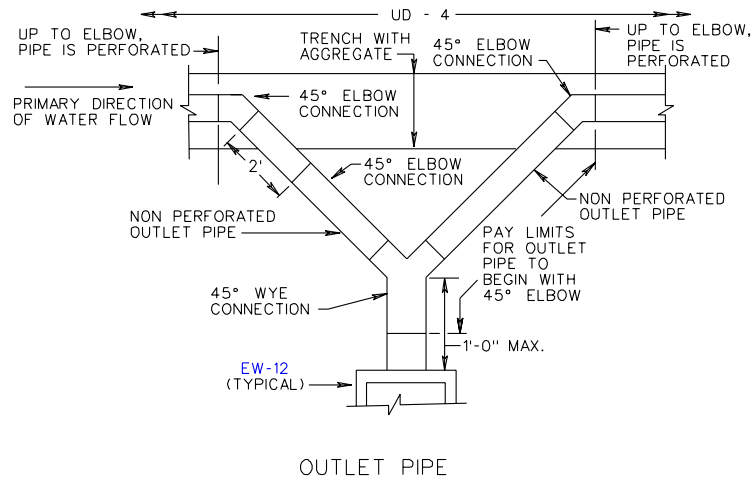 UD - 4
UP TO ELBOW,
PIPE IS PERFORATED
TRENCH WITH
AGGREGATE
45° ELBOW
CONNECTION
UP TO ELBOW,
PIPE IS
PERFORATED
PRIMARY DIRECTION
OF WATER FLOW
45° ELBOW
CONNECTION
2'
45° ELBOW
CONNECTION
NON PERFORATED
OUTLET PIPE
NON PERFORATED
OUTLET PIPE
PAY LIMITS
FOR OUTLET
PIPE TO
BEGIN WITH
45° ELBOW
45° WYE
CONNECTION
1'-0" MAX.
EW-12
(TYPICAL)
OUTLET PIPE